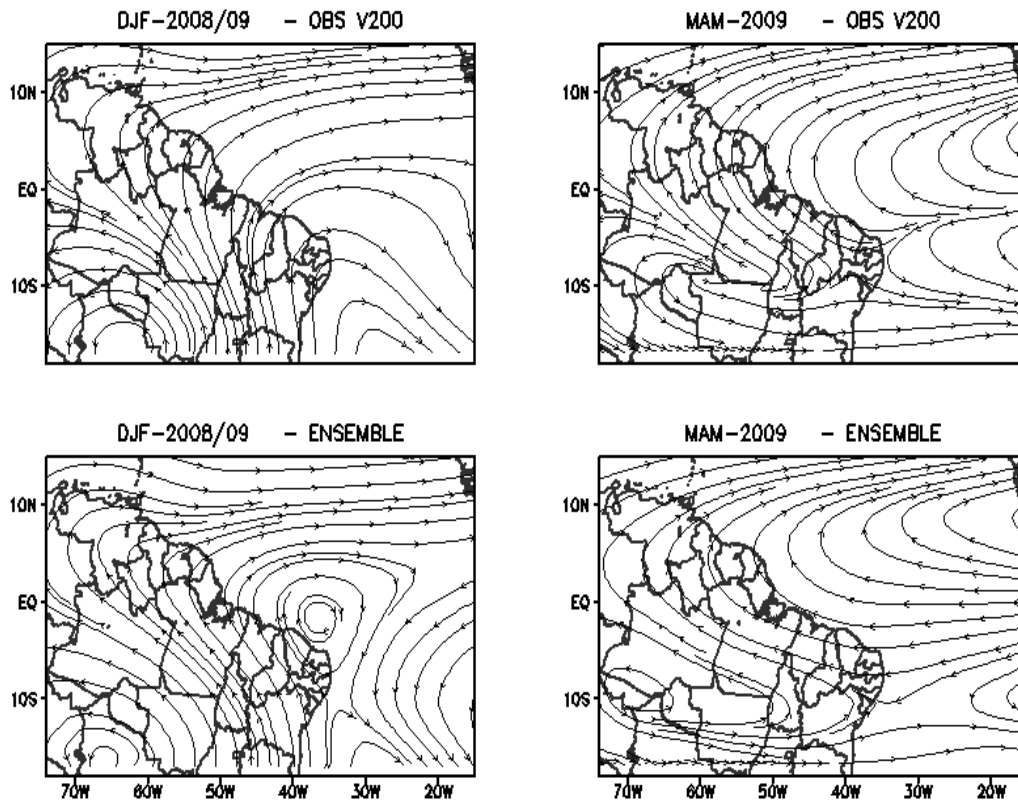 DJF-2008/09 - OBS V200
MAM-2009 - OBS V200
10N
EQ
10S
10N
EQ
10S
DJF-2008/09 - ENSEMBLE
MAM-2009 - ENSEMBLE
10N
EQ
10S
70W 60W 50W 40W 30W 20W
10N
EQ
10S
70W 60W 50W 40W 30W 20W